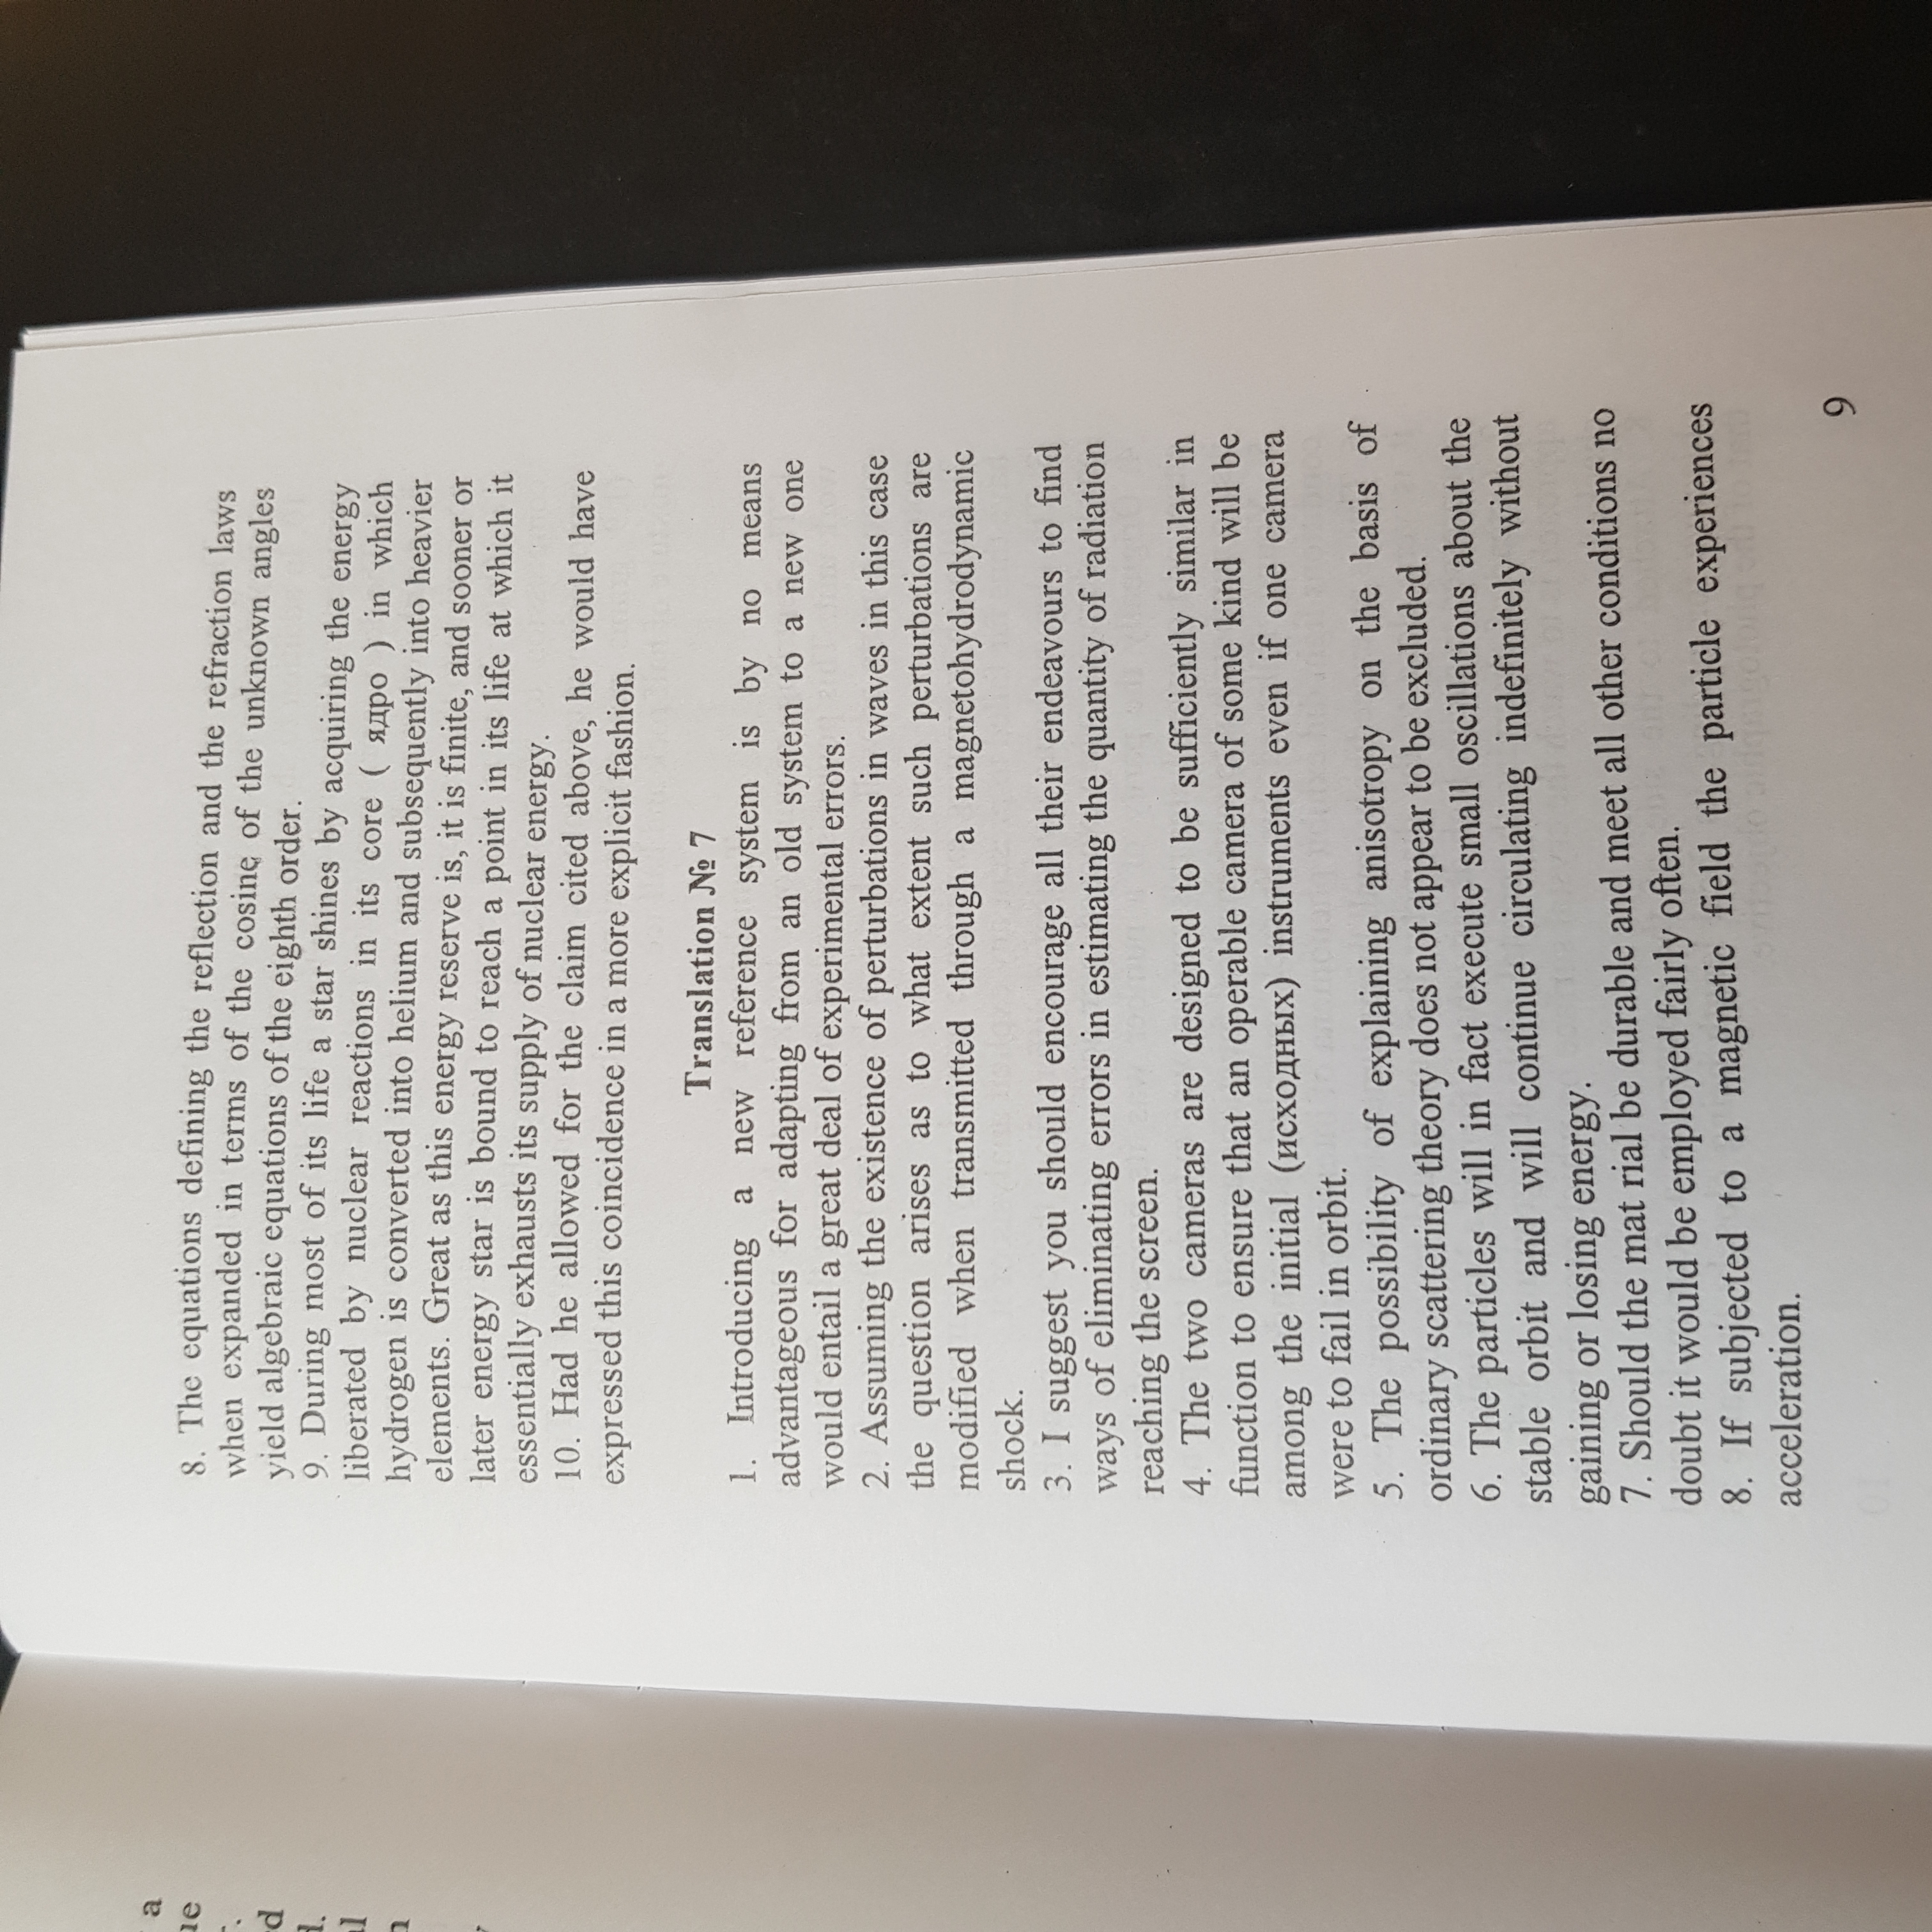 a
ue
r.
d
d.
al
n
y
8. The equations defining the reflection and the refraction laws
when expanded in terms of the cosine of the unknown angles
yield algebraic equations of the eighth order.
9. During most of its life a star shines by acquiring the energy
liberated by nuclear reactions in its core ( ядро ) in which
hydrogen is converted into helium and subsequently into heavier
elements. Great as this energy reserve is, it is finite, and sooner or
later energy star is bound to reach a point in its life at which it
essentially exhausts its supply of nuclear energy.
10. Had he allowed for the claim cited above, he would have
expressed this coincidence in a more explicit fashion.
Translation № 7
1. Introducing a new reference system is by no means
advantageous for adapting from an old system to a new one
would entail a great deal of experimental errors.
2. Assuming the existence of perturbations in waves in this case
the question arises as to what extent such perturbations are
modified when transmitted through a magnetohydrodynamic
shock.
3. I suggest you should encourage all their endeavours to find
ways of eliminating errors in estimating the quantity of radiation
reaching the screen.
4. The two cameras are designed to be sufficiently similar in
function to ensure that an operable camera of some kind will be
among the initial (исходных) instruments even if one camera
were to fail in orbit.
5. The possibility of explaining anisotropy on the basis of
ordinary scattering theory does not appear to be excluded.
6. The particles will in fact execute small oscillations about the
stable orbit and will continue circulating indefinitely without
gaining or losing energy.
7. Should the mat rial be durable and meet all other conditions no
doubt it would be employed fairly often.
8. If subjected to a magnetic field the particle experiences
acceleration.
9